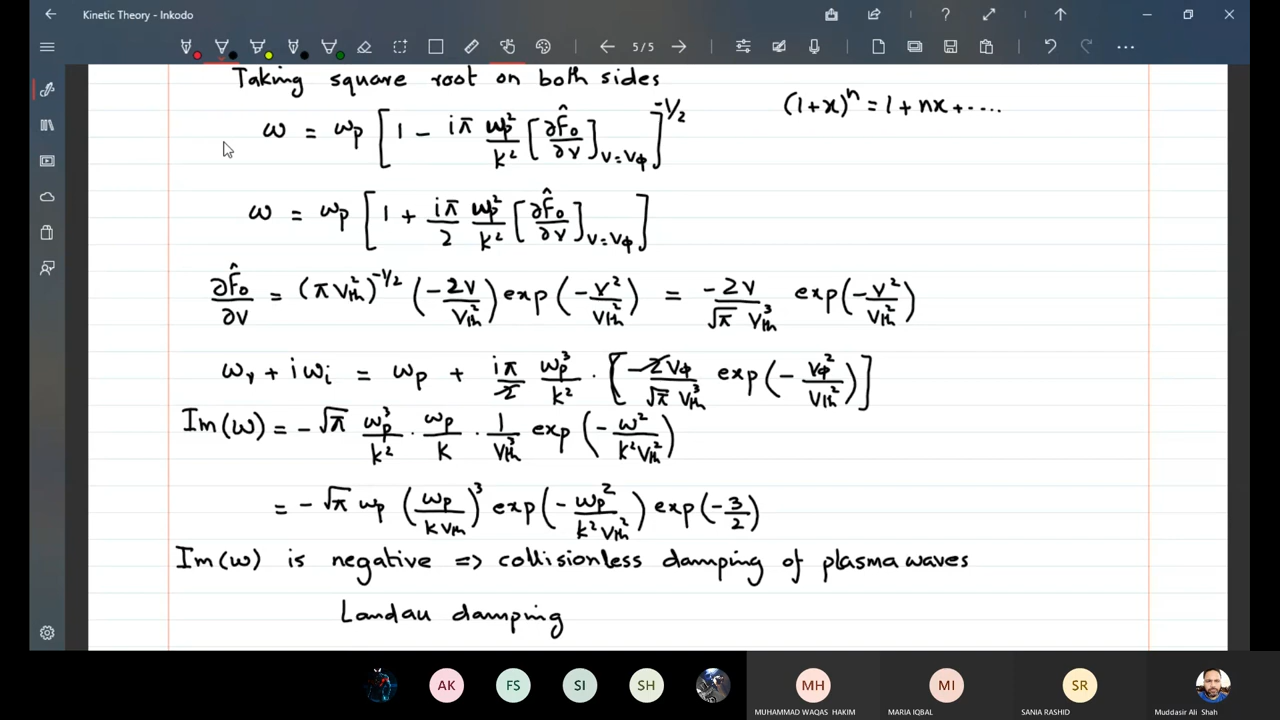 Kinetic Theory - Inkodo
5/5
Taking square root on both sides
(1+x)^n = 1 + nx + ....
ω = ωp [1 - iπ ωp²/k² [∂F̂₀/∂v]_{v=vφ}]^{-1/2}
ω = ωp [1 + iπ/2 ωp²/k² [∂F̂₀/∂v]_{v=vφ}]
∂F̂₀/∂v = (π Vth²)^{-1/2} (-2v/Vth²) exp(-v²/Vth²) = -2v/(√π Vth³) exp(-v²/Vth²)
ωr + iωi = ωp + iπ/2 ωp³/k² · [-2vφ/(√π Vth³) exp(-vφ²/Vth²)]
Im(ω) = -√π ωp³/k² · ωp/k · 1/Vth³ exp(-ω²/k²Vth²)
= -√π ωp (ωp/kVth)³ exp(-ωp²/k²Vth²) exp(-3/2)
Im(ω) is negative => collisionless damping of plasma waves
Landau damping
AK FS SI SH MH MI SR
MUHAMMAD WAQAS HAKIM MARIA IQBAL SANIA RASHID Muddasir Ali Shah